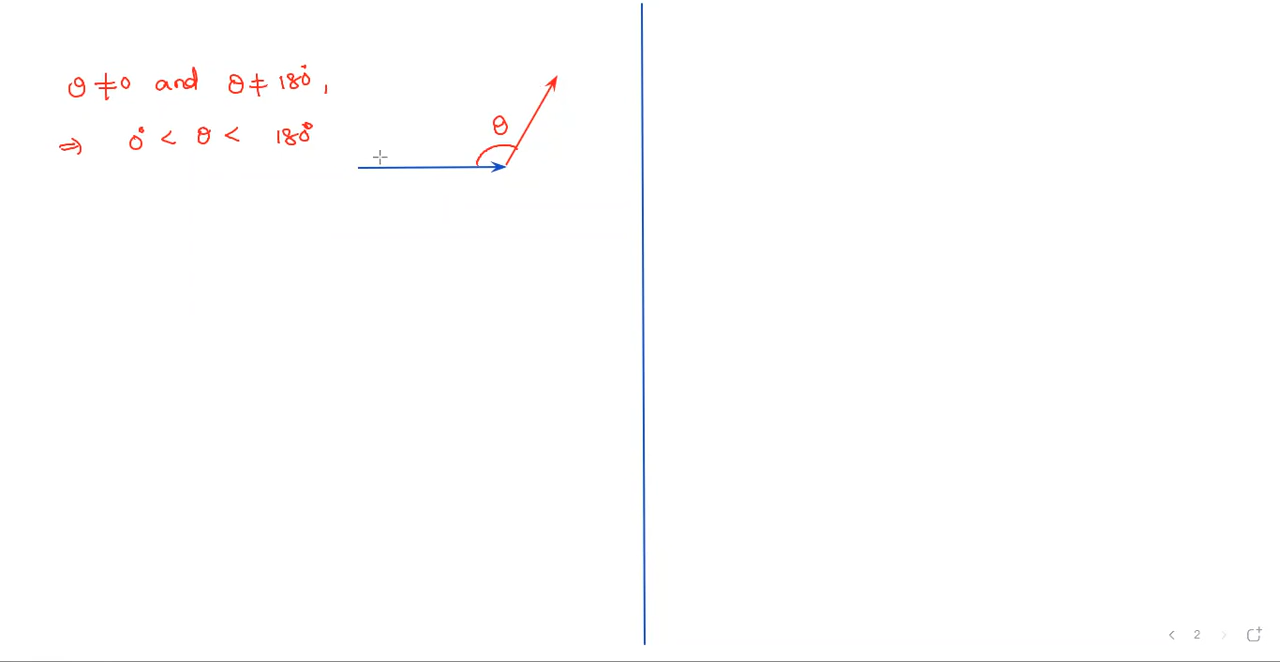 θ ≠ 0 and θ ≠ 180°,
⇒ 0° < θ < 180°
θ
2